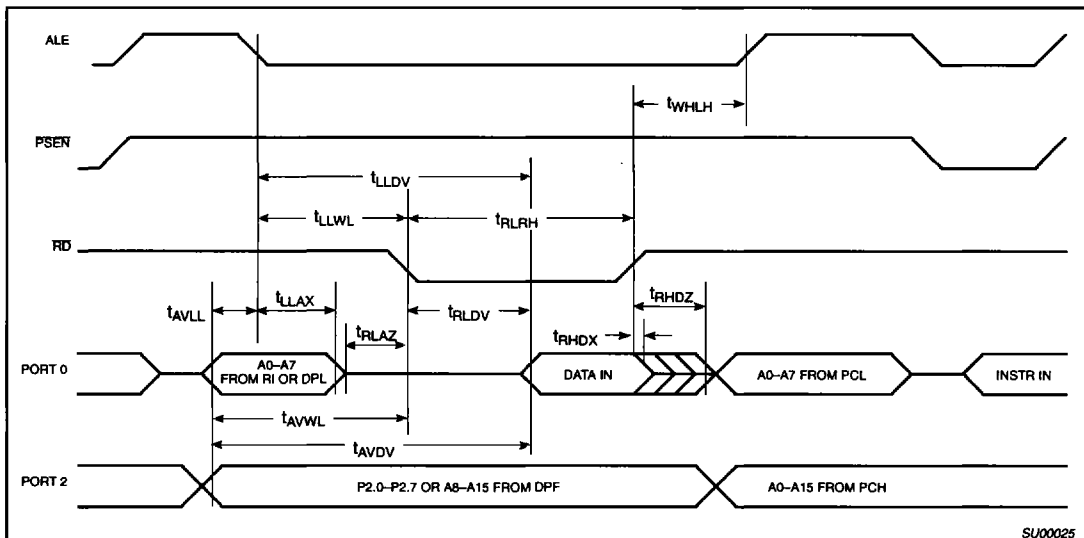 ALE
tWHLH
PSEN
tLLDV
tLLWL
tRLRH
RD
tAVLL
tLLAX
tRLAZ
tRLDV
tRHDZ
tRHDX
PORT 0
A0–A7
FROM RI OR DPL
DATA IN
A0–A7 FROM PCL
INSTR IN
tAVWL
tAVDV
PORT 2
P2.0–P2.7 OR A8–A15 FROM DPF
A0–A15 FROM PCH
SU00025